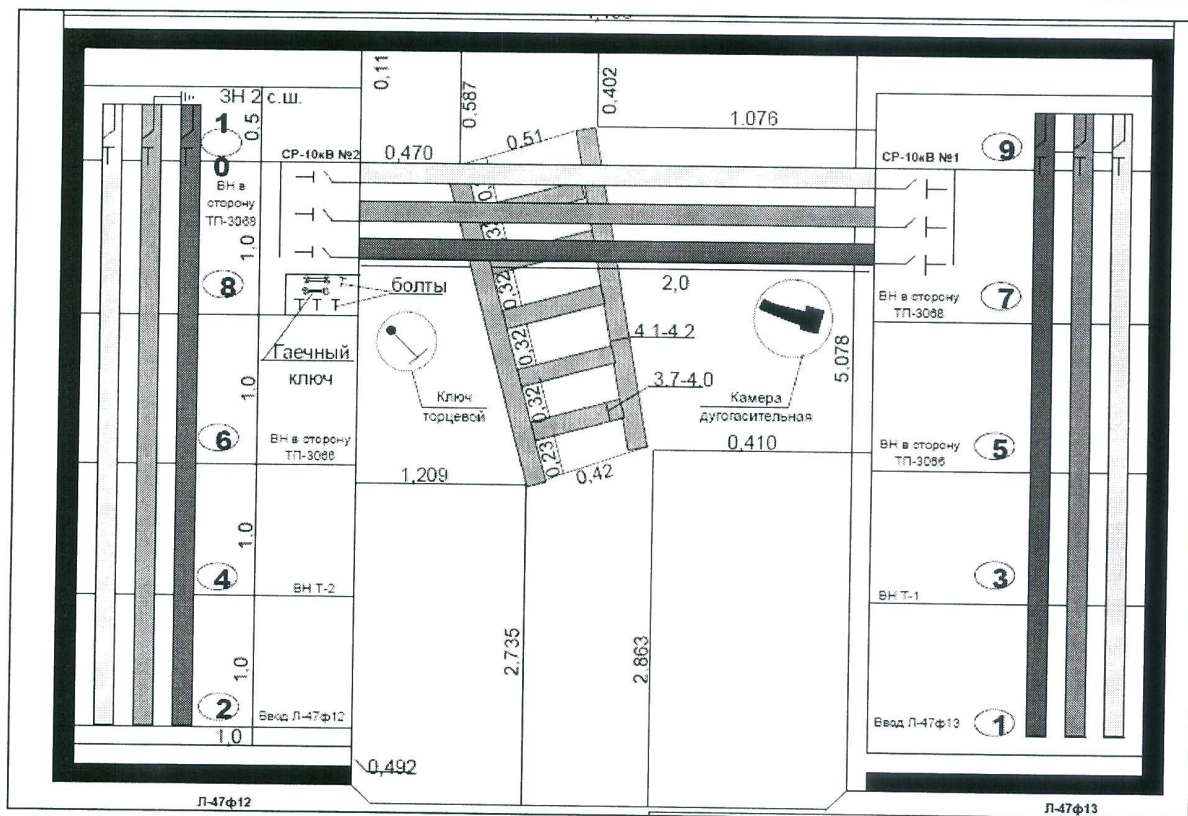 0,11
0,587
0,402
ЗН 2 с.ш.
10
0,5
0,51
1.076
9
СР-10кВ №2
0,470
СР-10кВ №1
ВН в
сторону
ТП-3068
1,0
8
болты
0,32
2,0
7
ВН в сторону
ТП-3068
Гаечный
ключ
0,32
4.1-4.2
5.078
1,0
Ключ
торцевой
0,32
3.7-4.0
Камера
дугогасительная
6
ВН в сторону
ТП-3066
0,23
0,42
0,410
ВН в сторону
ТП-3066
5
1,209
1,0
4
ВН Т-2
3
ВН Т-1
2.735
2.863
1,0
2
Ввод Л-47ф12
Ввод Л-47ф13
1
1,0
0,492
Л-47ф12
Л-47ф13